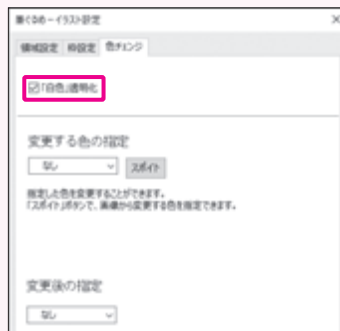 筆ぐるめ－イラスト設定
領域設定 枠設定 色チェンジ
「白色」透明化
変更する色の指定
なし スポイト
指定した色を変更することができます。
「スポイト」ボタンで、画像から変更する色を指定できます。
変更後の指定
なし